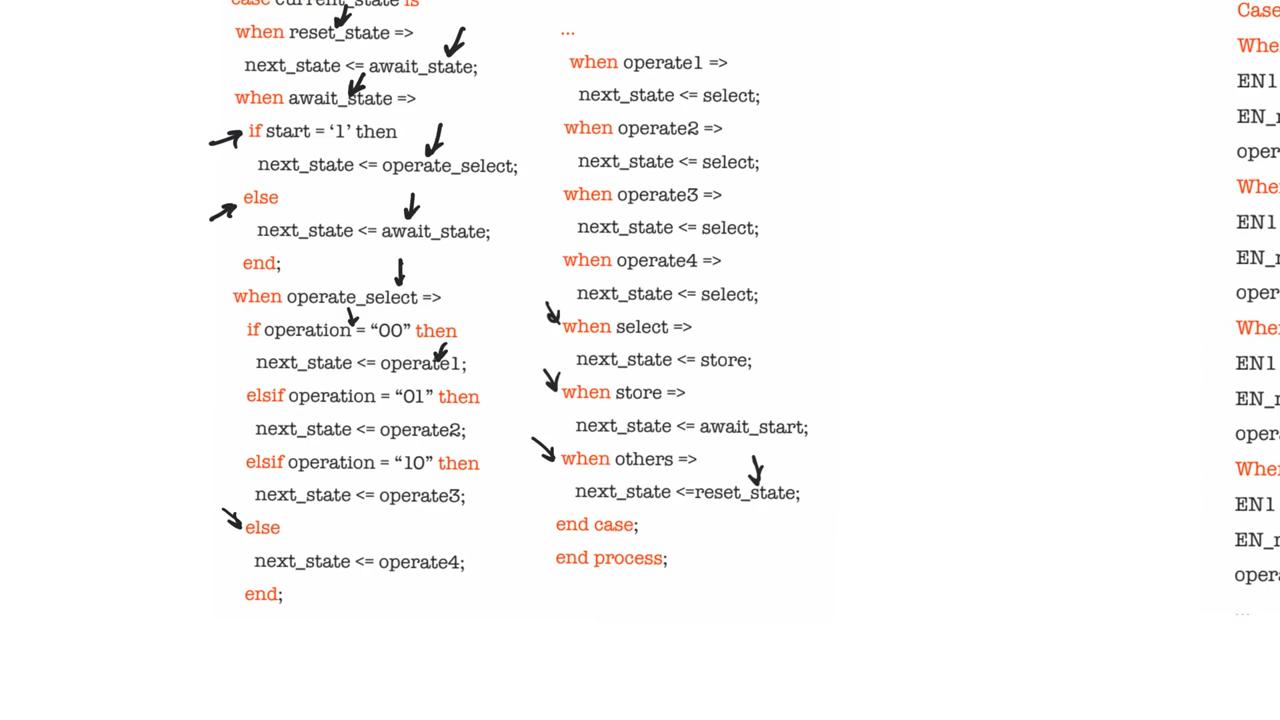 case current_state is
when reset_state =>
next_state <= await_state;
when await_state =>
if start = ‘1’ then
next_state <= operate_select;
else
next_state <= await_state;
end;
when operate_select =>
if operation = “00” then
next_state <= operate1;
elsif operation = “01” then
next_state <= operate2;
elsif operation = “10” then
next_state <= operate3;
else
next_state <= operate4;
end;
...
when operate1 =>
next_state <= select;
when operate2 =>
next_state <= select;
when operate3 =>
next_state <= select;
when operate4 =>
next_state <= select;
when select =>
next_state <= store;
when store =>
next_state <= await_start;
when others =>
next_state <=reset_state;
end case;
end process;
Case
EN1
EN1
EN1
EN1
...